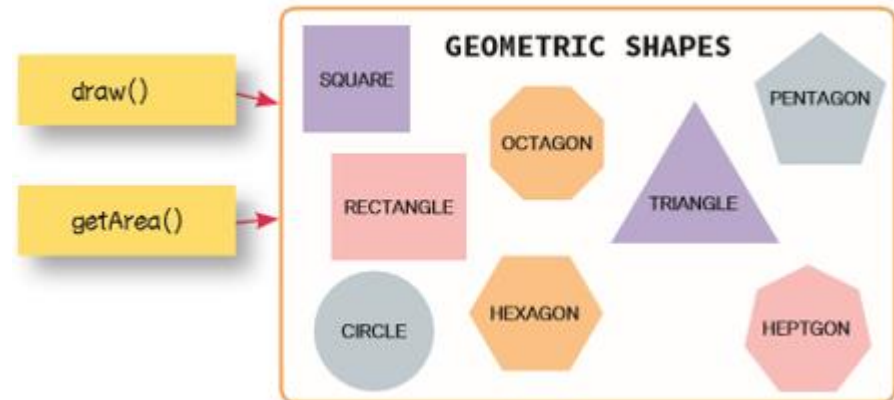 draw()
getArea()
GEOMETRIC SHAPES
SQUARE
OCTAGON
PENTAGON
RECTANGLE
TRIANGLE
CIRCLE
HEXAGON
HEPTGON